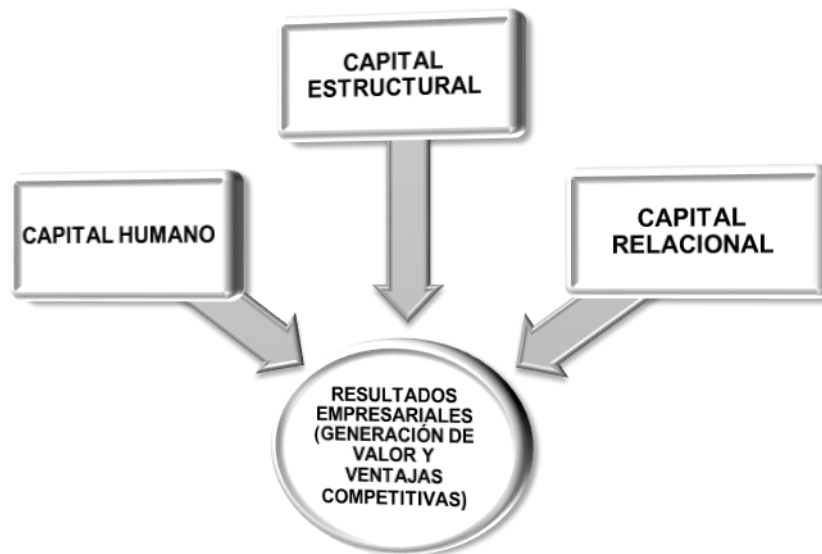 CAPITAL
ESTRUCTURAL
CAPITAL HUMANO
CAPITAL
RELACIONAL
RESULTADOS
EMPRESARIALES
(GENERACIÓN DE
VALOR Y
VENTAJAS
COMPETITIVAS)